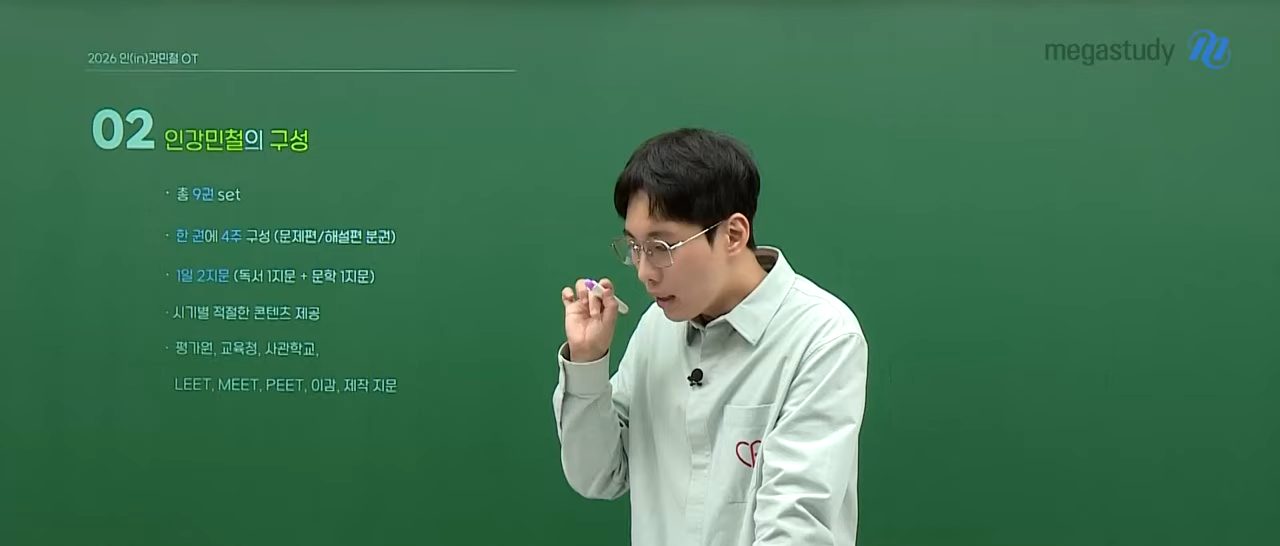 2026 인(in)강민철 OT
megastudy
02 인강민철의 구성
· 총 9권 set
· 한 권에 4주 구성 (문제편/해설편 분권)
· 1일 2지문 (독서 1지문 + 문학 1지문)
· 시기별 적절한 콘텐츠 제공
· 평가원, 교육청, 사관학교,
LEET, MEET, PEET, 이감, 제작 지문